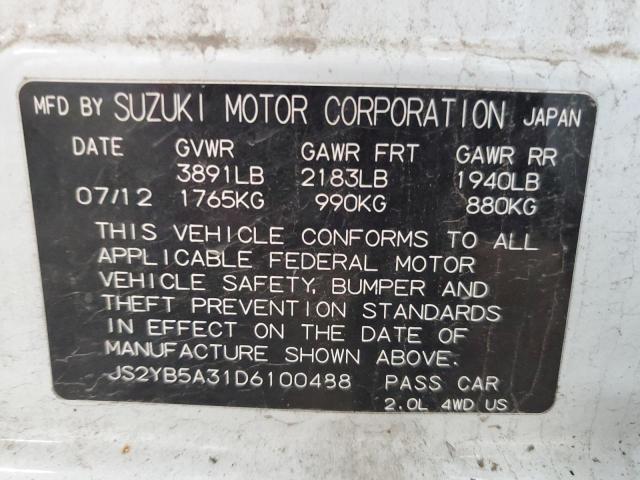 MFD BY SUZUKI MOTOR CORPORATION JAPAN
DATE GVWR GAWR FRT GAWR RR
3891LB 2183LB 1940LB
07/12 1765KG 990KG 880KG
THIS VEHICLE CONFORMS TO ALL
APPLICABLE FEDERAL MOTOR
VEHICLE SAFETY, BUMPER AND
THEFT PREVENTION STANDARDS
IN EFFECT ON THE DATE OF
MANUFACTURE SHOWN ABOVE.
JS2YB5A31D6100488 PASS CAR
2.0L 4WD US